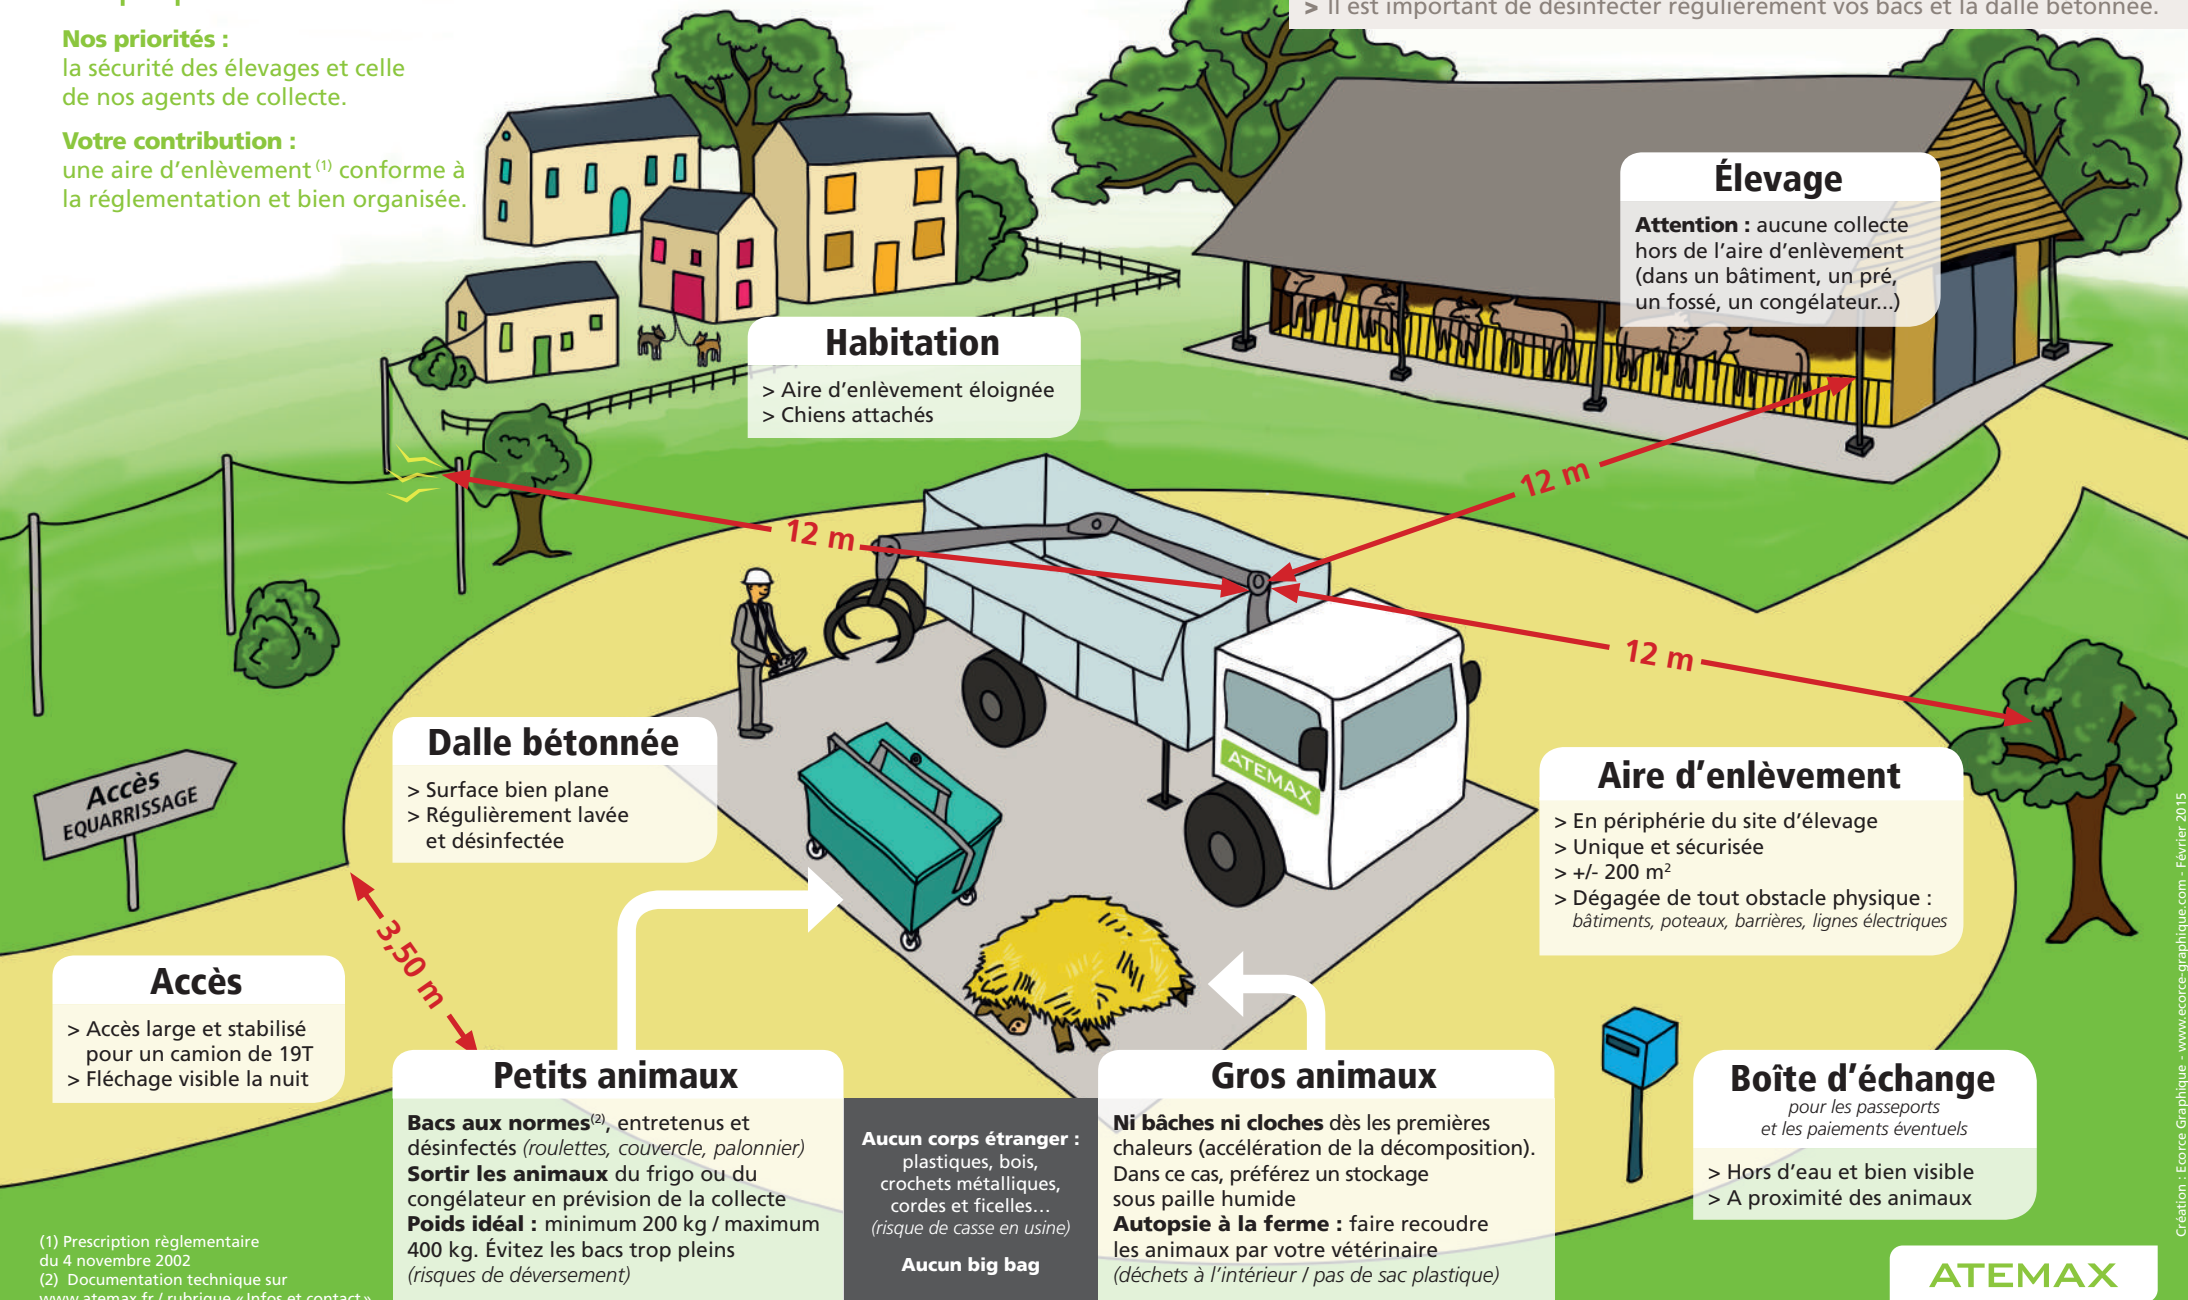 > Il est important de désinfecter régulièrement vos bacs et la dalle bétonnée.
Nos priorités :
la sécurité des élevages et celle
de nos agents de collecte.
Votre contribution :
une aire d'enlèvement (1) conforme à
la réglementation et bien organisée.
Élevage
Attention : aucune collecte
hors de l'aire d'enlèvement
(dans un bâtiment, un pré,
un fossé, un congélateur...)
Habitation
> Aire d'enlèvement éloignée
> Chiens attachés
12 m
12 m
12 m
Dalle bétonnée
> Surface bien plane
> Régulièrement lavée
et désinfectée
ATEMAX
Accès
EQUARRISSAGE
Aire d'enlèvement
> En périphérie du site d'élevage
> Unique et sécurisée
> +/- 200 m²
> Dégagée de tout obstacle physique :
bâtiments, poteaux, barrières, lignes électriques
3,50 m
Accès
> Accès large et stabilisé
pour un camion de 19T
> Fléchage visible la nuit
Petits animaux
Bacs aux normes(2), entretenus et
désinfectés (roulettes, couvercle, palonnier)
Sortir les animaux du frigo ou du
congélateur en prévision de la collecte
Poids idéal : minimum 200 kg / maximum
400 kg. Évitez les bacs trop pleins
(risques de déversement)
Aucun corps étranger :
plastiques, bois,
crochets métalliques,
cordes et ficelles...
(risque de casse en usine)
Aucun big bag
Gros animaux
Ni bâches ni cloches dès les premières
chaleurs (accélération de la décomposition).
Dans ce cas, préférez un stockage
sous paille humide
Autopsie à la ferme : faire recoudre
les animaux par votre vétérinaire
(déchets à l'intérieur / pas de sac plastique)
Boîte d'échange
pour les passeports
et les paiements éventuels
> Hors d'eau et bien visible
> A proximité des animaux
(1) Prescription règlementaire
du 4 novembre 2002
(2) Documentation technique sur
www.atemax.fr / rubrique « Infos et contact »
ATEMAX
Création : Ecorce Graphique - www.ecorce-graphique.com - Février 2015